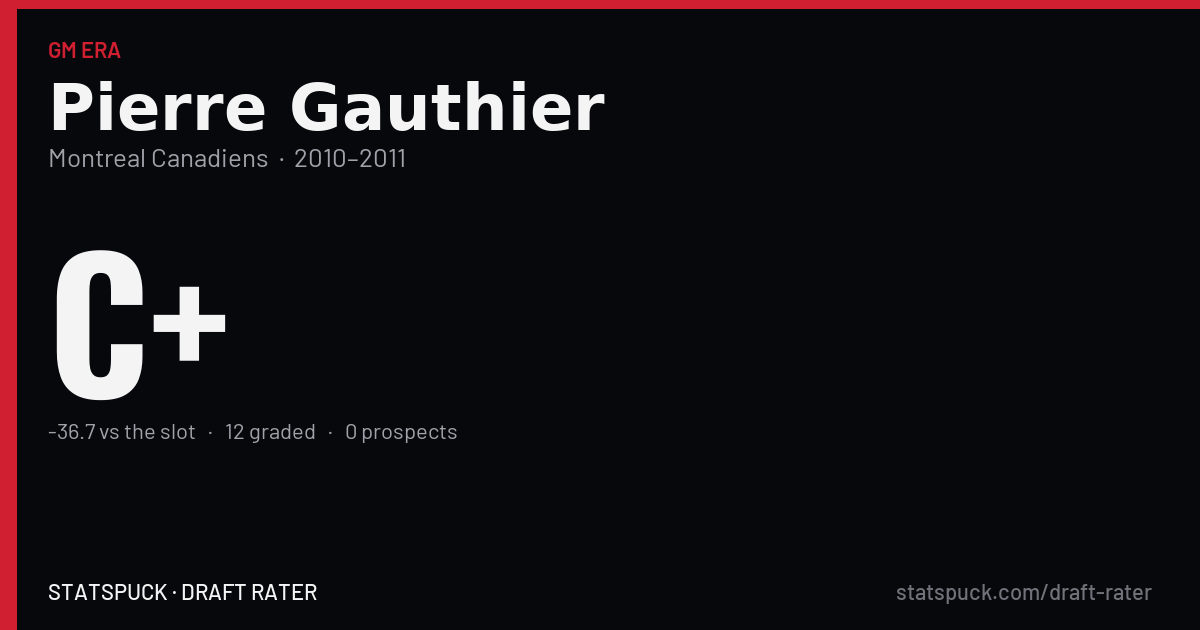 GM ERA
Pierre Gauthier
Montreal Canadiens · 2010–2011
C+
-36.7 vs the slot · 12 graded · 0 prospects
STATSPUCK · DRAFT RATER
statspuck.com/draft-rater